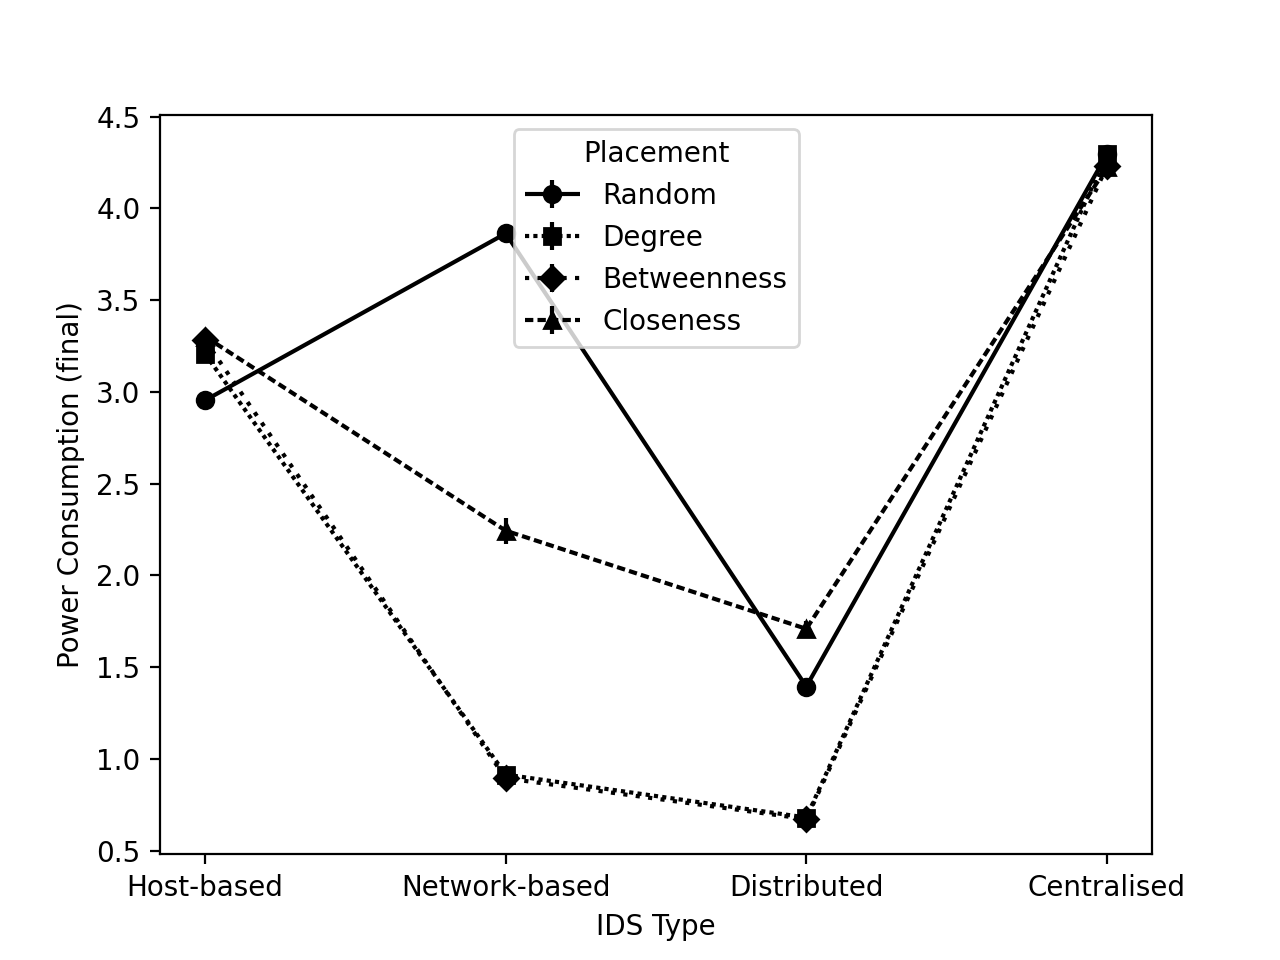 4.5
4.0
3.5
3.0
2.5
2.0
1.5
1.0
0.5
Power Consumption (final)
Placement
Random
Degree
Betweenness
Closeness
Host-based Network-based Distributed Centralised
IDS Type